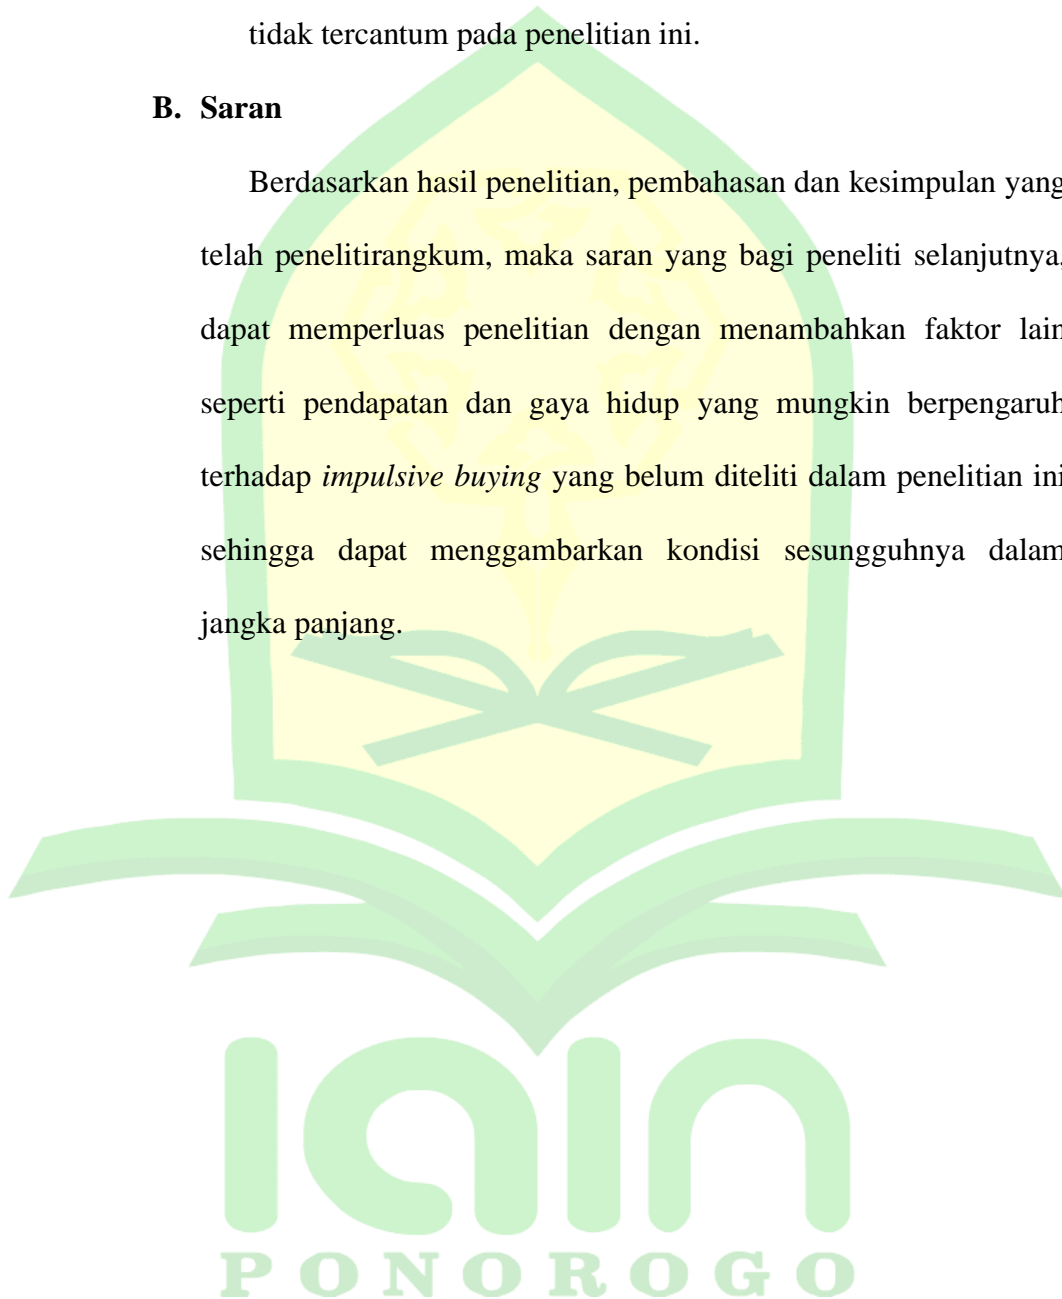 tidak tercantum pada penelitian ini.
B. Saran
Berdasarkan hasil penelitian, pembahasan dan kesimpulan yang
telah penelitirangkum, maka saran yang bagi peneliti selanjutnya,
dapat memperluas penelitian dengan menambahkan faktor lain
seperti pendapatan dan gaya hidup yang mungkin berpengaruh
terhadap impulsive buying yang belum diteliti dalam penelitian ini
sehingga dapat menggambarkan kondisi sesungguhnya dalam
jangka panjang.
iain
PONOROGO